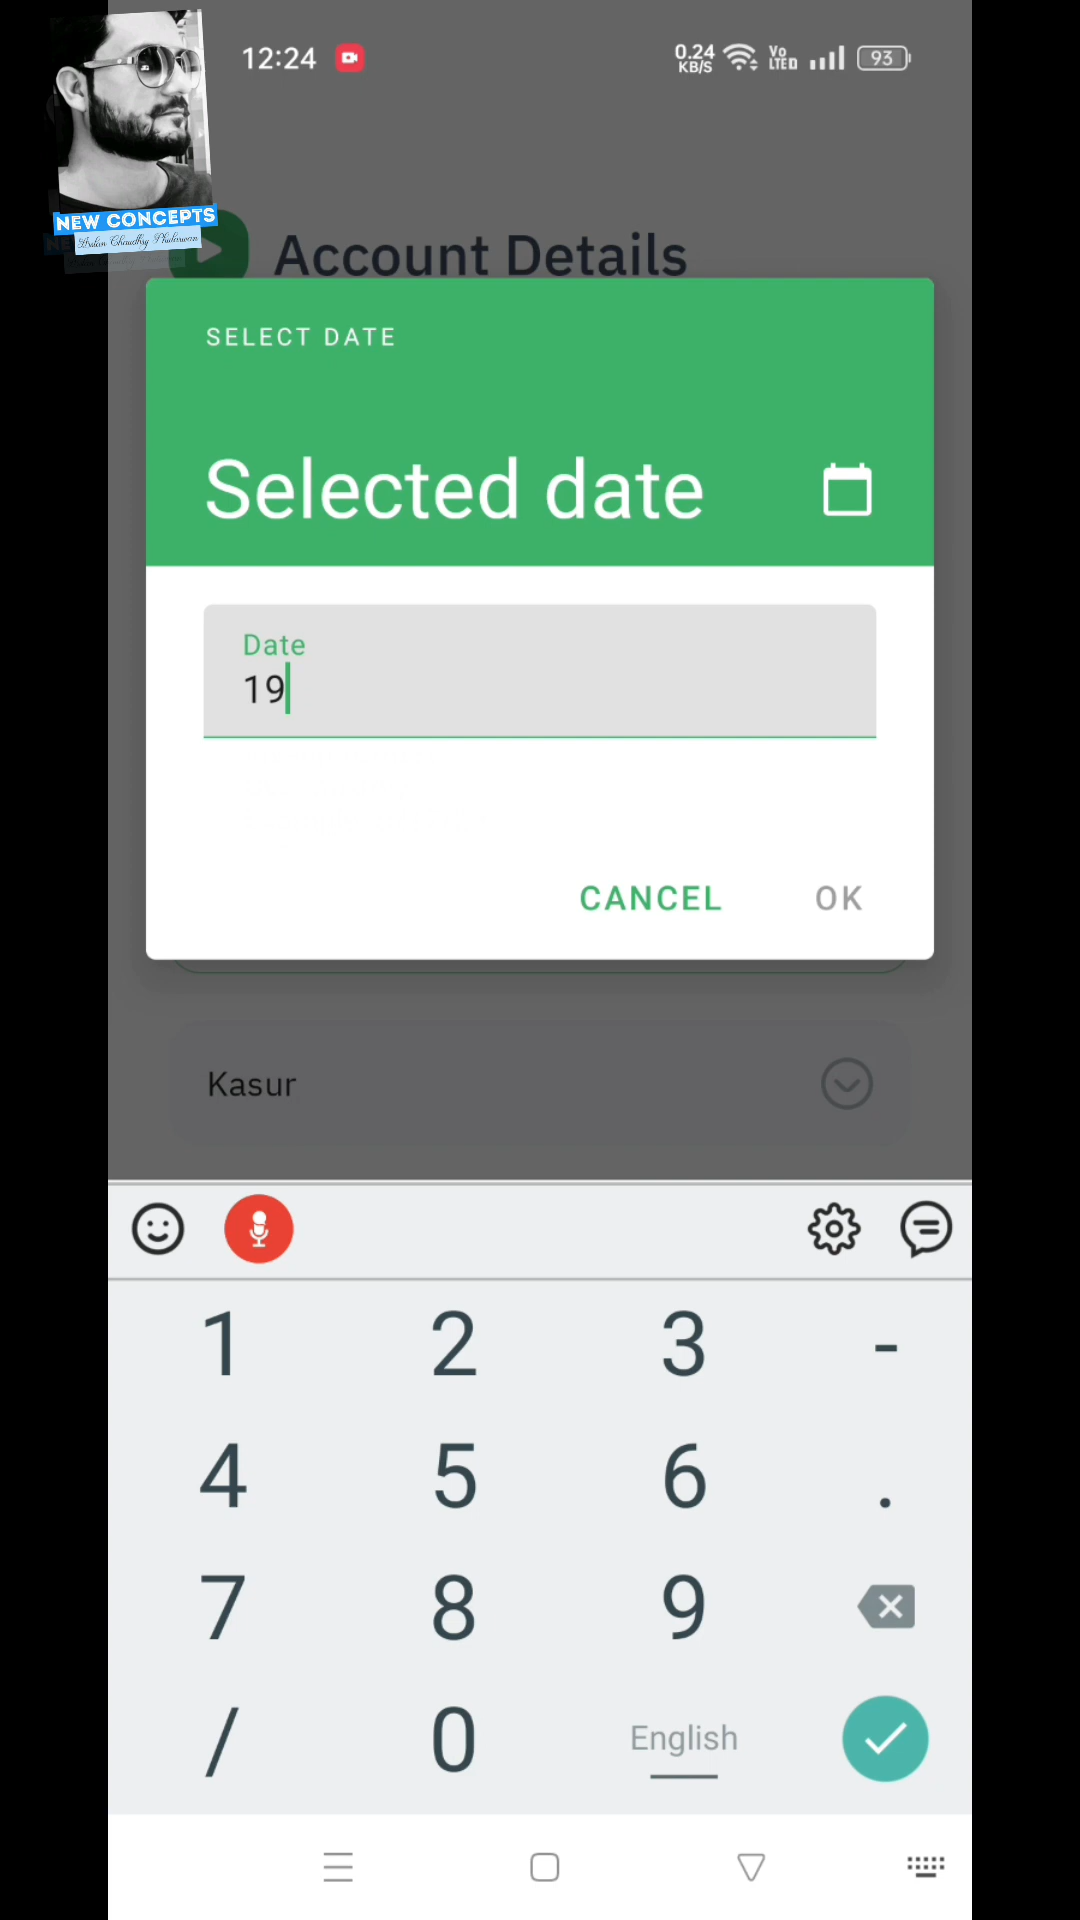 12:24
0.24
KB/S
Vo
LTE
93
NEW CONCEPTS
Account Details
SELECT DATE
Selected date
Date
19
CANCEL
OK
Kasur
1 2 3 -
4 5 6 .
7 8 9
/ 0 English